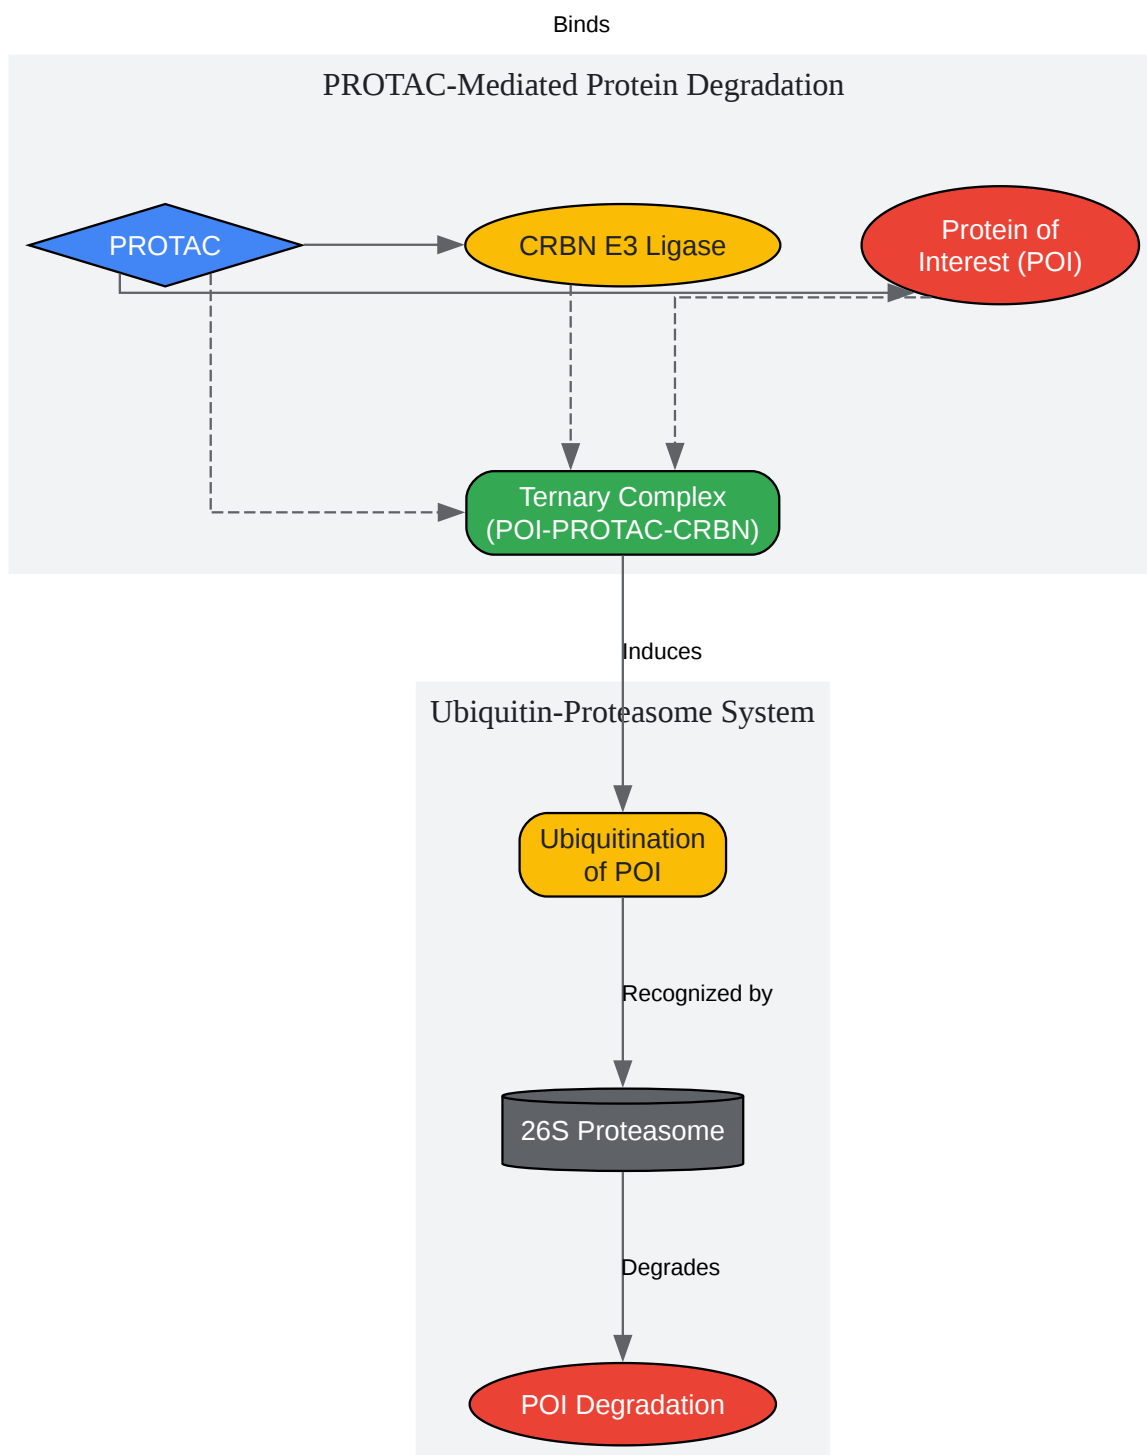 Binds
PROTAC-Mediated Protein Degradation
PROTAC
CRBN E3 Ligase
Protein of
Interest (POI)
Ternary Complex
(POI-PROTAC-CRBN)
Induces
Ubiquitin-Proteasome System
Ubiquitination
of POI
Recognized by
26S Proteasome
Degrades
POI Degradation